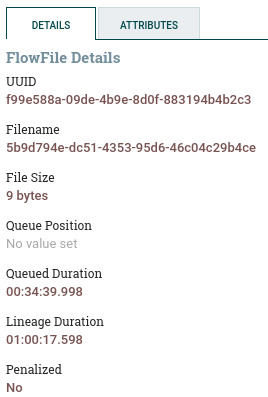 DETAILS
ATTRIBUTES
FlowFile Details
UUID
f99e588a-09de-4b9e-8d0f-883194b4b2c3
Filename
5b9d794e-dc51-4353-95d6-46c04c29b4ce
File Size
9 bytes
Queue Position
No value set
Queued Duration
00:34:39.998
Lineage Duration
01:00:17.598
Penalized
No